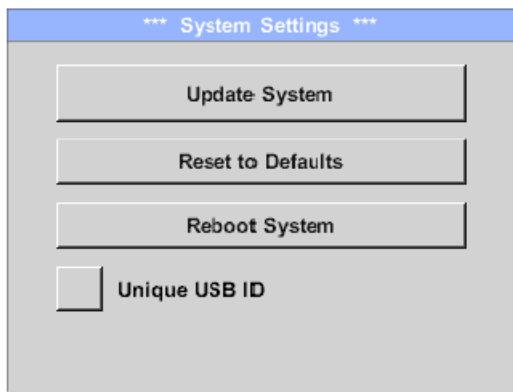 *** System Settings ***
Update System
Reset to Defaults
Reboot System
Unique USB ID